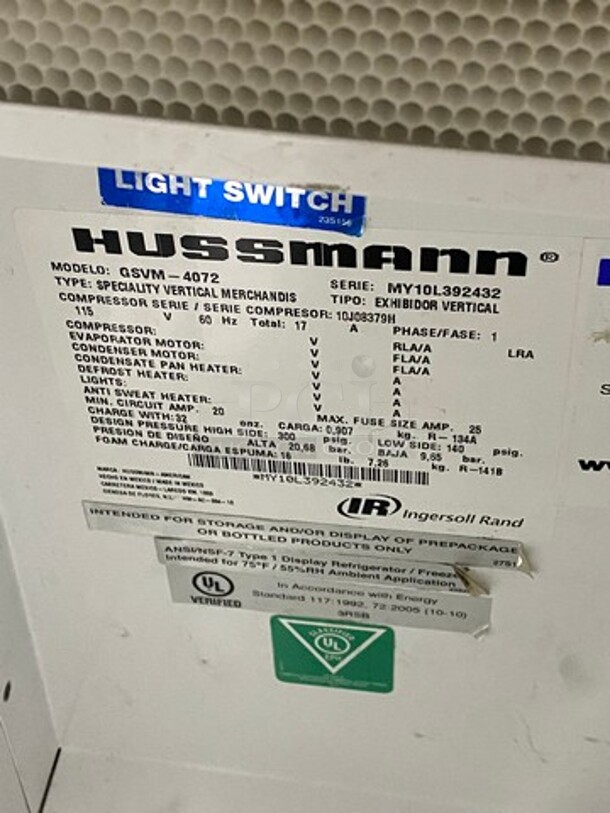 LIGHT SWITCH
235156
HUSSMANN®
MODELO: GSVM-4072 SERIE: MY10L392432
TYPE: SPECIALITY VERTICAL MERCHANDIS TIPO: EXHIBIDOR VERTICAL
COMPRESSOR SERIE / SERIE COMPRESOR: 10J08379H
115 V 60 Hz Total: 17 A PHASE/FASE: 1
COMPRESSOR: V RLA/A LRA
EVAPORATOR MOTOR: V FLA/A
CONDENSER MOTOR: V FLA/A
CONDENSATE PAN HEATER: V A
DEFROST HEATER: V A
LIGHTS: V A
ANTI SWEAT HEATER: V A
MIN. CIRCUIT AMP. 20 MAX. FUSE SIZE AMP. 25
CHARGE WITH: 32 onz. CARGA: 0,907 kg. R-134A
DESIGN PRESSURE HIGH SIDE: 300 psig. LOW SIDE: 140 psig.
PRESION DE DISEÑO ALTA 20,68 bar. BAJA 9,65 bar.
FOAM CHARGE/CARGA ESPUMA: 16 lb. 7,26 kg. R-141B
MARCA: HUSSMANN-AMERICAN
HECHO EN MEXICO / MADE IN MEXICO
*MY10L392432*
IR Ingersoll Rand
INTENDED FOR STORAGE AND/OR DISPLAY OF PREPACKAGE
OR BOTTLED PRODUCTS ONLY
ANSI/NSF-7 Type 1 Display Refrigerator / Freeze
Intended for 75°F / 55%RH Ambient Application
UL
VERIFIED
In Accordance with Energy
Standard 117:1992, 72-2005 (10-10)
3RSB
CLASSIFIED
UL
EPH